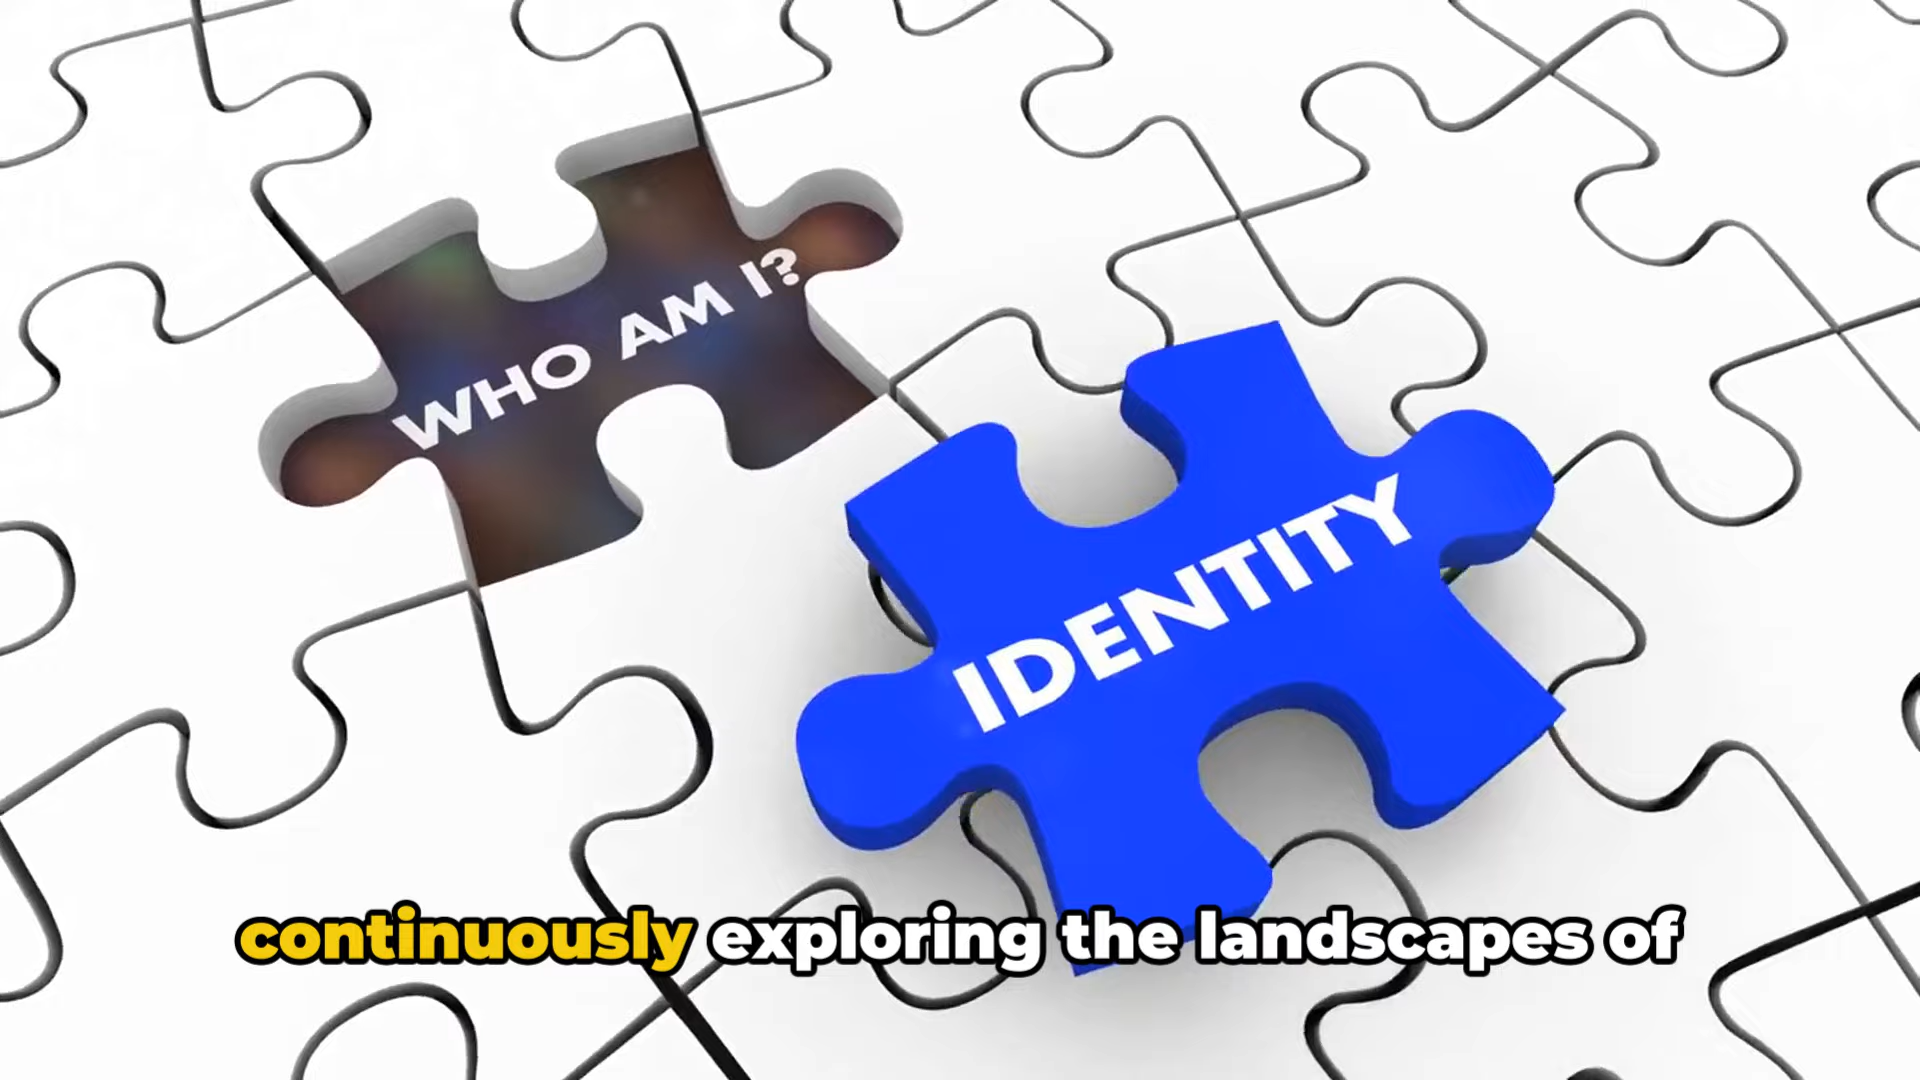 WHO AM I?
IDENTITY
continuously exploring the landscapes of